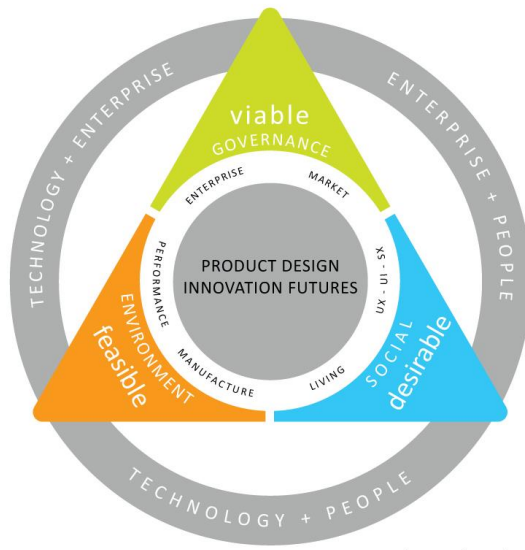 TECHNOLOGY + ENTERPRISE
ENTERPRISE + PEOPLE
viable
GOVERNANCE
ENTERPRISE
MARKET
PERFORMANCE
UX - UI - SX
PRODUCT DESIGN
INNOVATION FUTURES
ENVIRONMENT
feasible
SOCIAL
desirable
MANUFACTURE
LIVING
TECHNOLOGY + PEOPLE